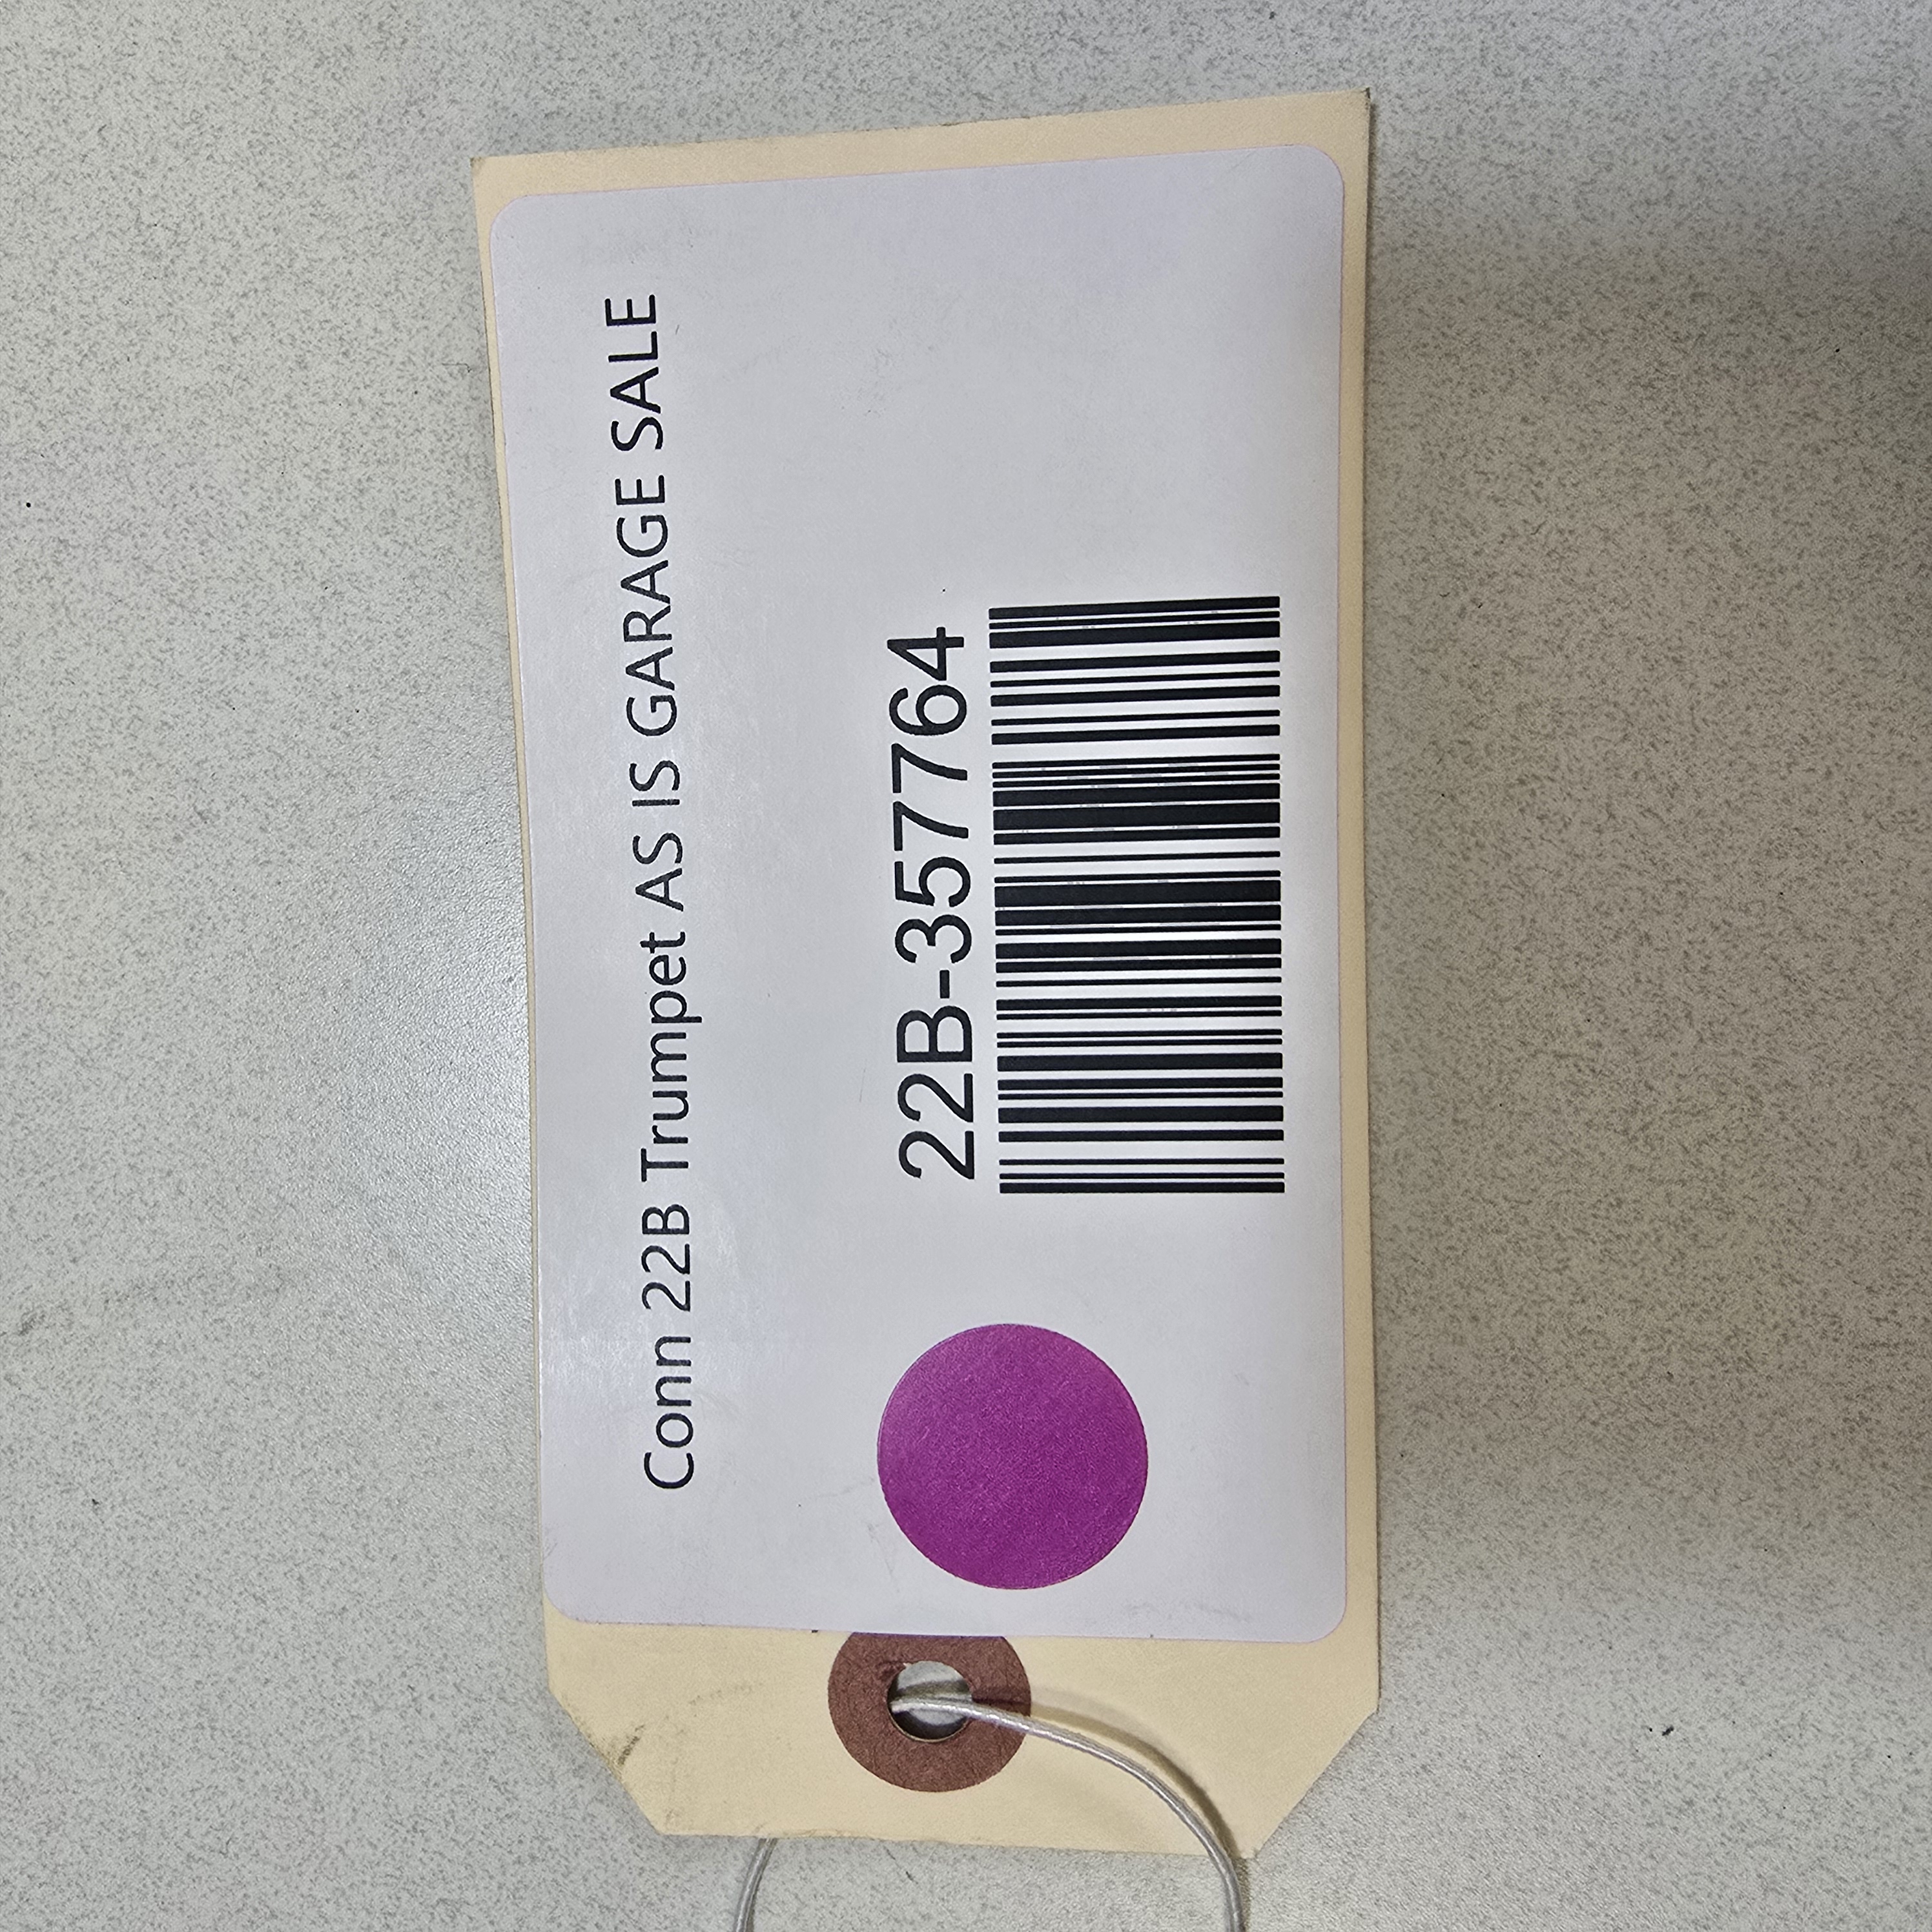 Conn 22B Trumpet AS IS GARAGE SALE
22B-357764